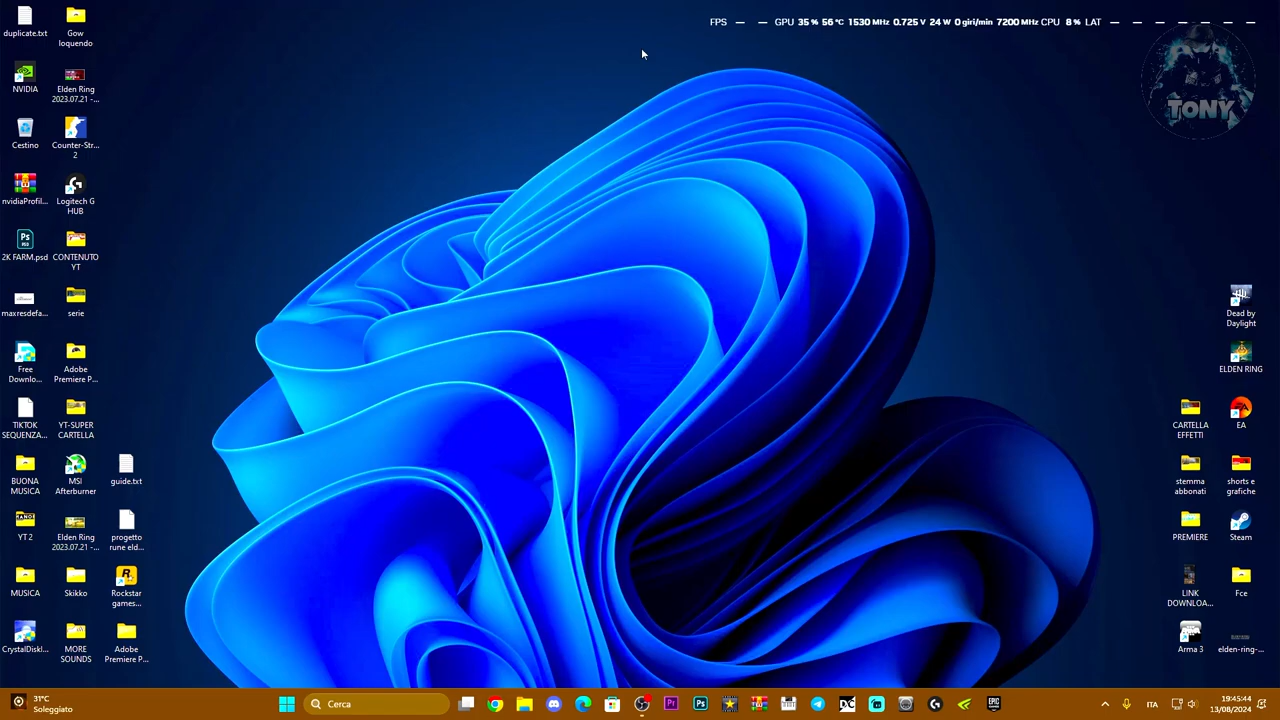 FPS — — GPU 35 % 56 °C 1530 MHz 0.725 V 24 W 0 giri/min 7200 MHz CPU 8 % LAT — — — — — — —
TONY
duplicate.txt
Gow
loquendo
NVIDIA
Elden Ring
2023.07.21 -...
Cestino
Counter-Str...
2
nvidiaProfil...
Logitech G
HUB
2K FARM.psd
CONTENUTO
YT
maxresdefa...
serie
Free
Downlo...
Adobe
Premiere P...
TIKTOK
SEQUENZA...
YT-SUPER
CARTELLA
BUONA
MUSICA
MSI
Afterburner
guide.txt
YT 2
Elden Ring
2023.07.21 -...
progetto
rune eld...
MUSICA
Skikko
Rockstar
games...
CrystalDiskI...
MORE
SOUNDS
Adobe
Premiere P...
Dead by
Daylight
ELDEN RING
CARTELLA
EFFETTI
EA
stemma
abbonati
shorts e
grafiche
PREMIERE
Steam
LINK
DOWNLOA...
Fce
Arma 3
elden-ring-...
31°C
Soleggiato
Cerca
ITA
19:45:44
13/08/2024